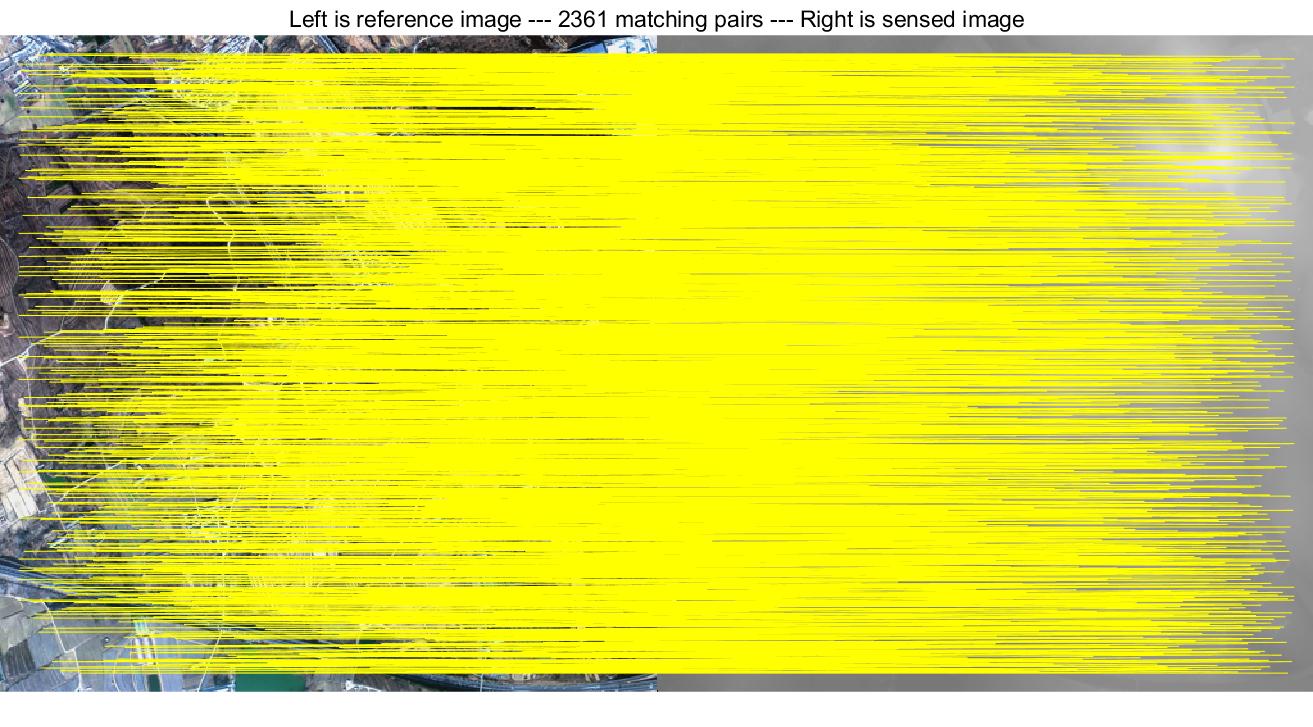 Left is reference image --- 2361 matching pairs --- Right is sensed image